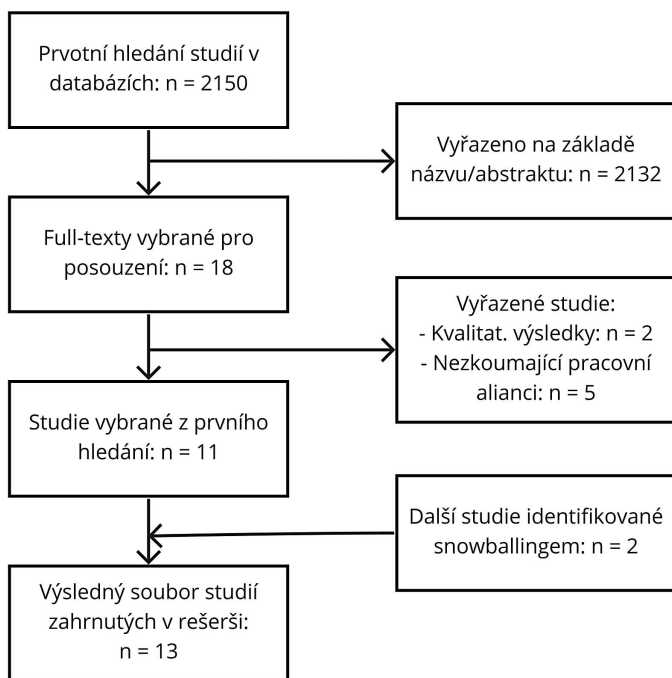 Prvotní hledání studií v
databázích: n = 2150
Vyřazeno na základě
názvu/abstraktu: n = 2132
Full-texty vybrané pro
posouzení: n = 18
Vyřazené studie:
- Kvalitat. výsledky: n = 2
- Nezkoumající pracovní
alianci: n = 5
Studie vybrané z prvního
hledání: n = 11
Další studie identifikované
snowballingem: n = 2
Výsledný soubor studií
zahrnutých v rešerši:
n = 13